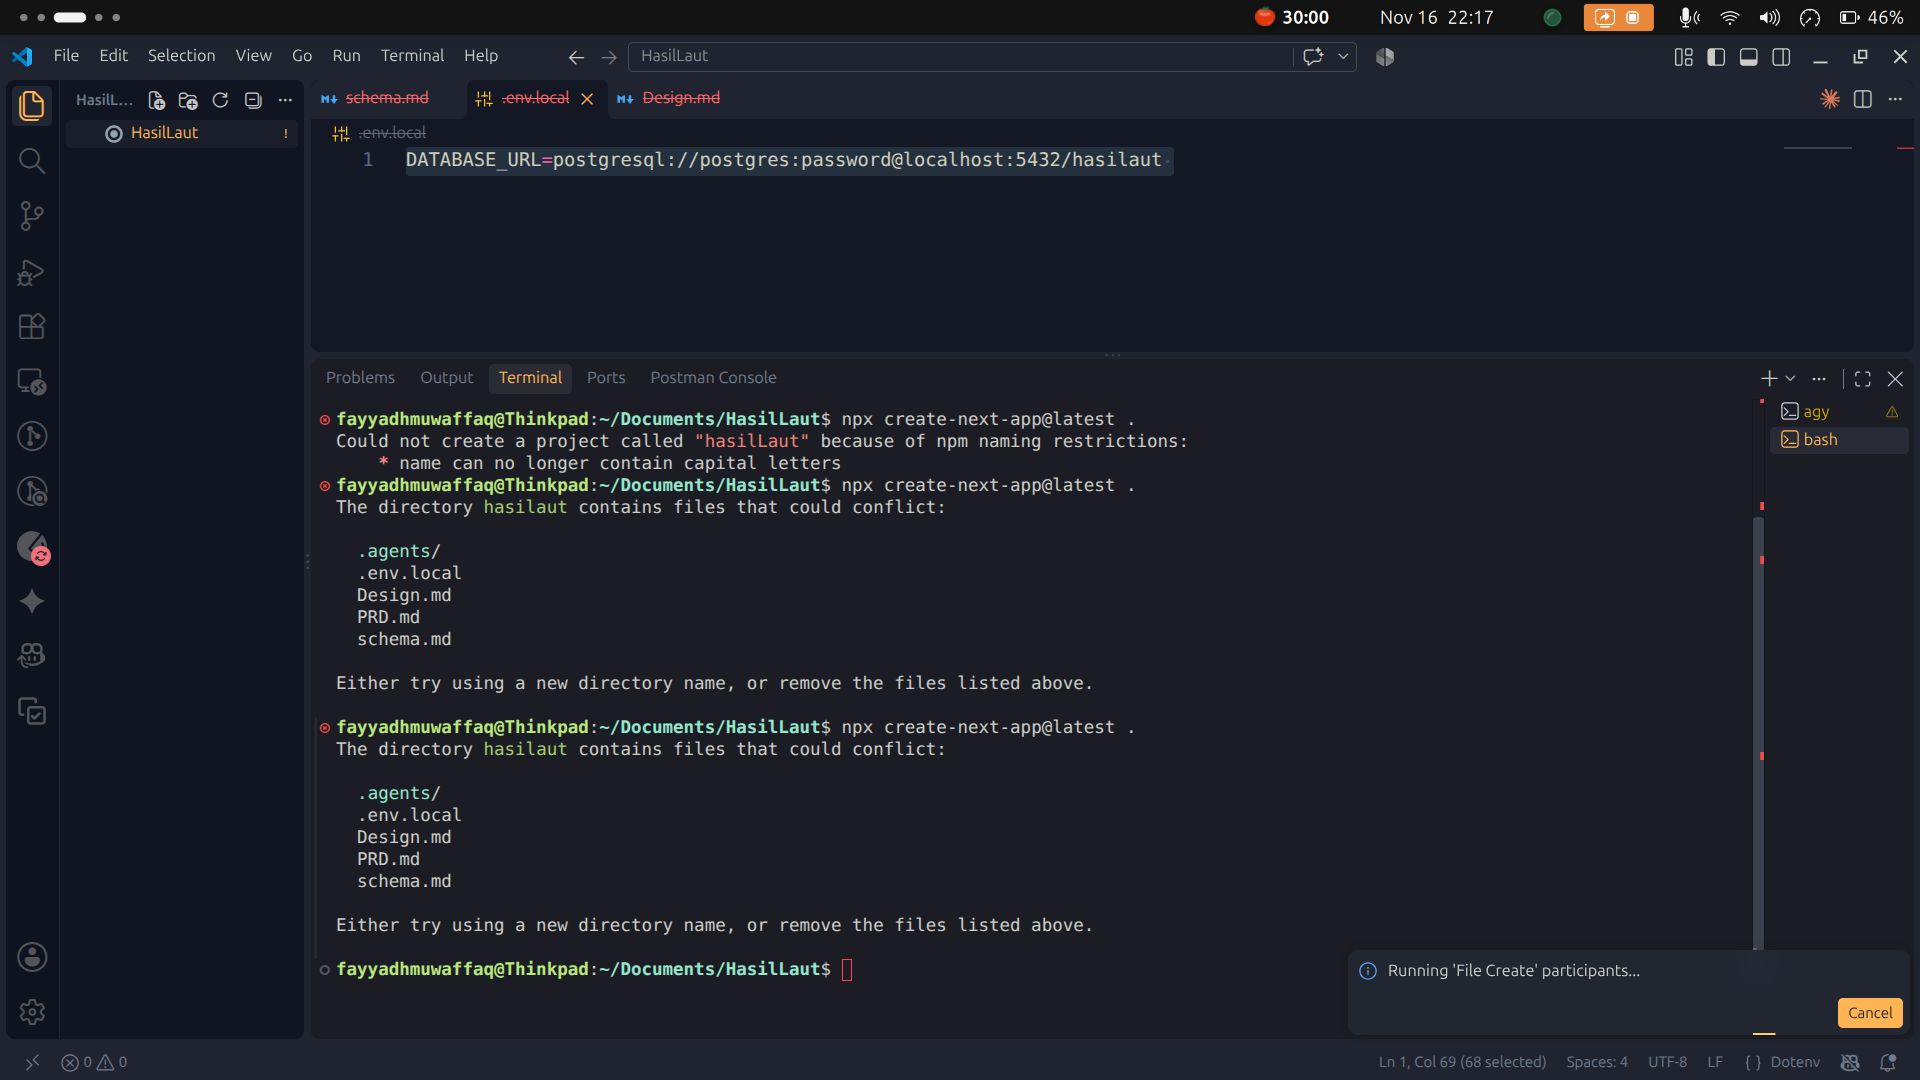 30:00
Nov 16 22:17
46%
File Edit Selection View Go Run Terminal Help
HasilLaut
HasilL...
schema.md
.env.local
Design.md
HasilLaut !
.env.local
1 DATABASE_URL=postgresql://postgres:password@localhost:5432/hasilaut
Problems Output Terminal Ports Postman Console
agy
bash
fayyadhmuwaffaq@Thinkpad:~/Documents/HasilLaut$ npx create-next-app@latest .
Could not create a project called "hasilLaut" because of npm naming restrictions:
* name can no longer contain capital letters
fayyadhmuwaffaq@Thinkpad:~/Documents/HasilLaut$ npx create-next-app@latest .
The directory hasilaut contains files that could conflict:
.agents/
.env.local
Design.md
PRD.md
schema.md
Either try using a new directory name, or remove the files listed above.
fayyadhmuwaffaq@Thinkpad:~/Documents/HasilLaut$ npx create-next-app@latest .
The directory hasilaut contains files that could conflict:
.agents/
.env.local
Design.md
PRD.md
schema.md
Either try using a new directory name, or remove the files listed above.
fayyadhmuwaffaq@Thinkpad:~/Documents/HasilLaut$
Running 'File Create' participants...
Cancel
0 0
Ln 1, Col 69 (68 selected) Spaces: 4 UTF-8 LF { } Dotenv